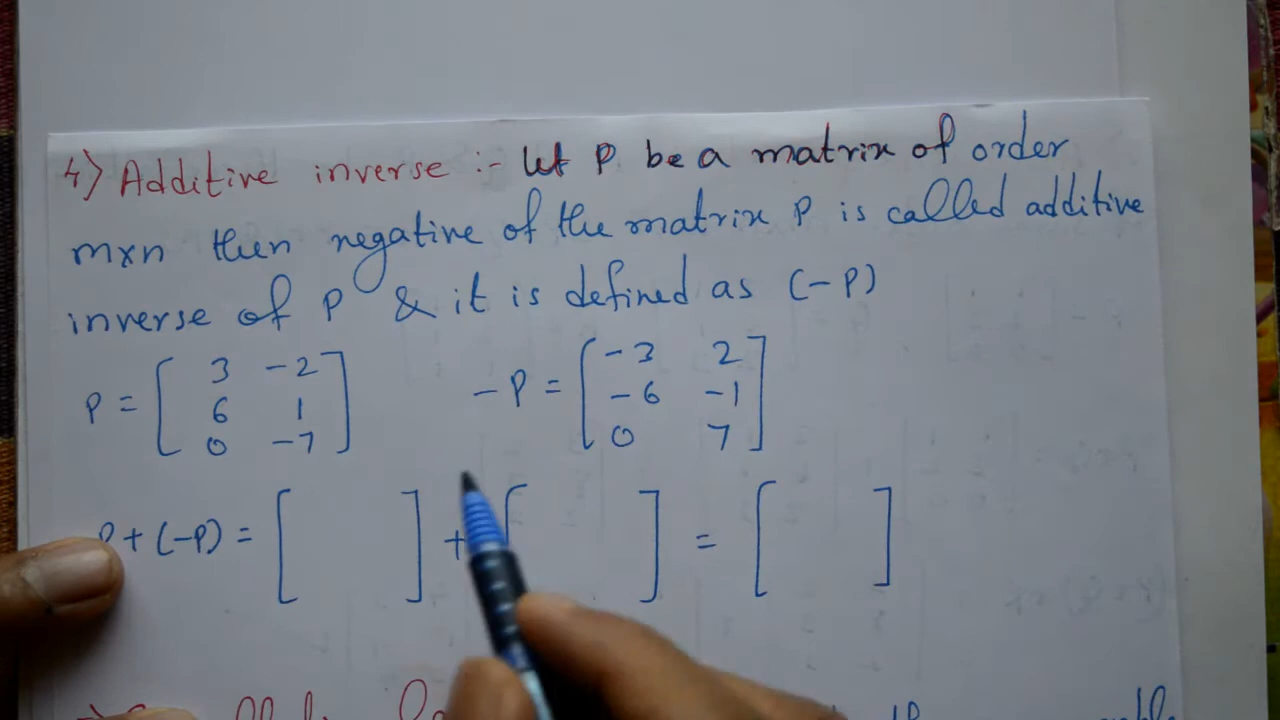 4) Additive inverse :- Let P be a matrix of order
mxn then negative of the matrix P is called additive
inverse of P & it is defined as (-P)
P = [ 3 -2 -P = [ -3 2
6 1 -6 -1
0 -7 ] 0 7 ]
P + (-P) = [ ] + [ ] = [ ]